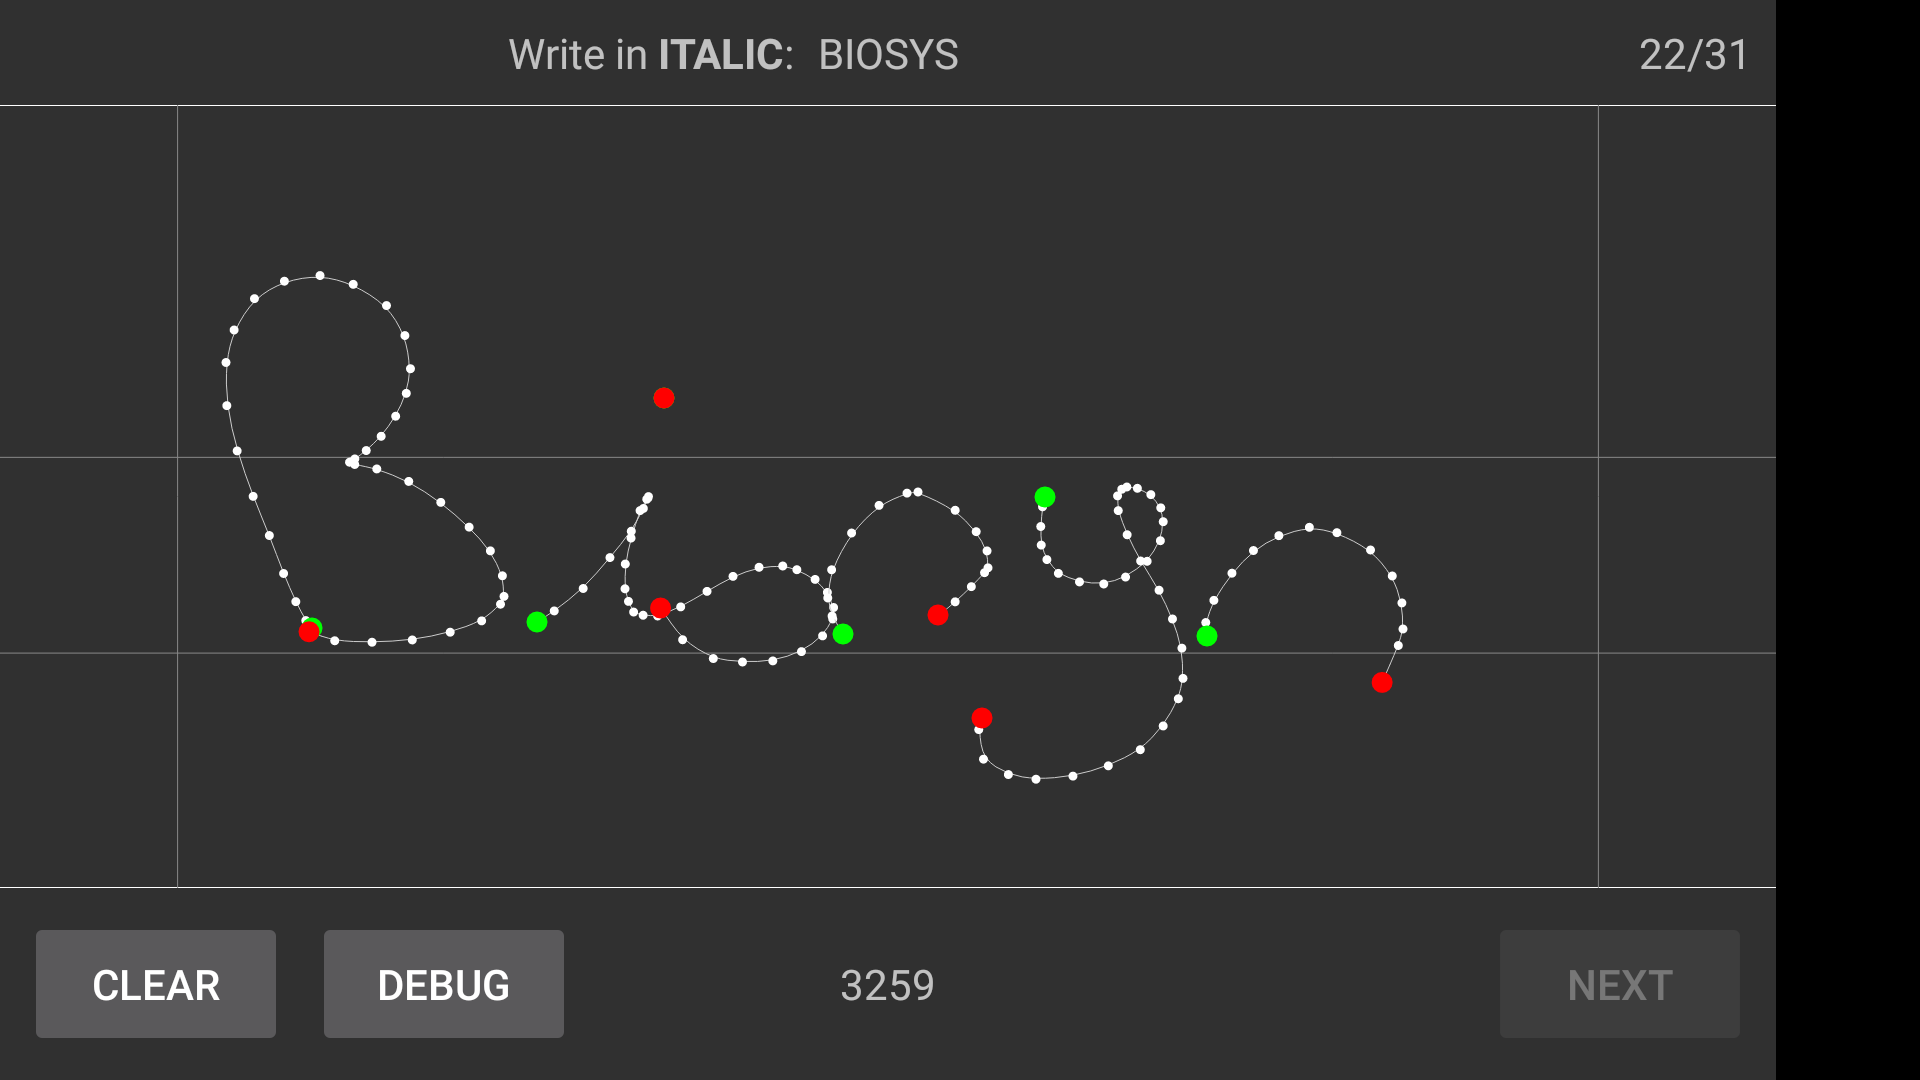 Write in ITALIC: BIOSYS
22/31
Biosys
CLEAR
DEBUG
3259
NEXT